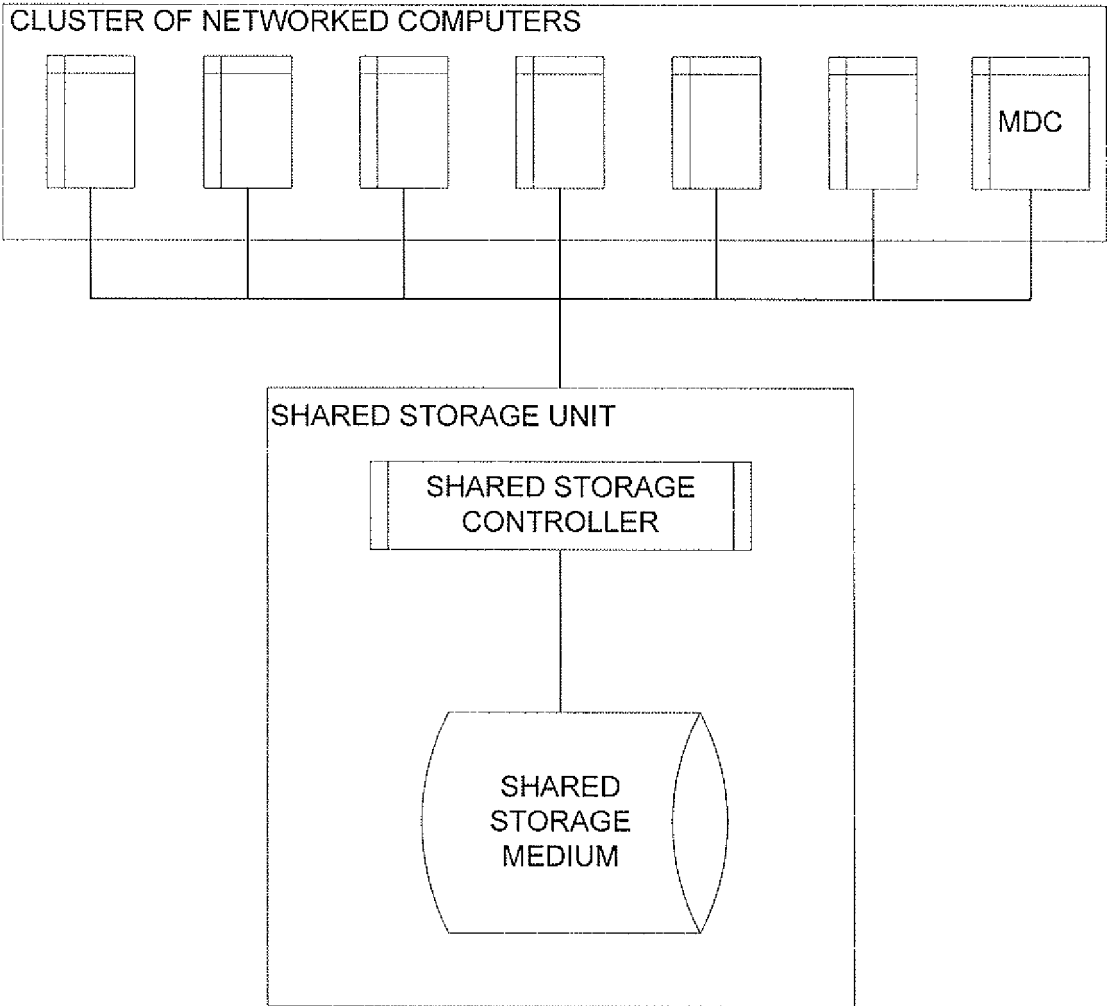 CLUSTER OF NETWORKED COMPUTERS
MDC
SHARED STORAGE UNIT
SHARED STORAGE
CONTROLLER
SHARED
STORAGE
MEDIUM